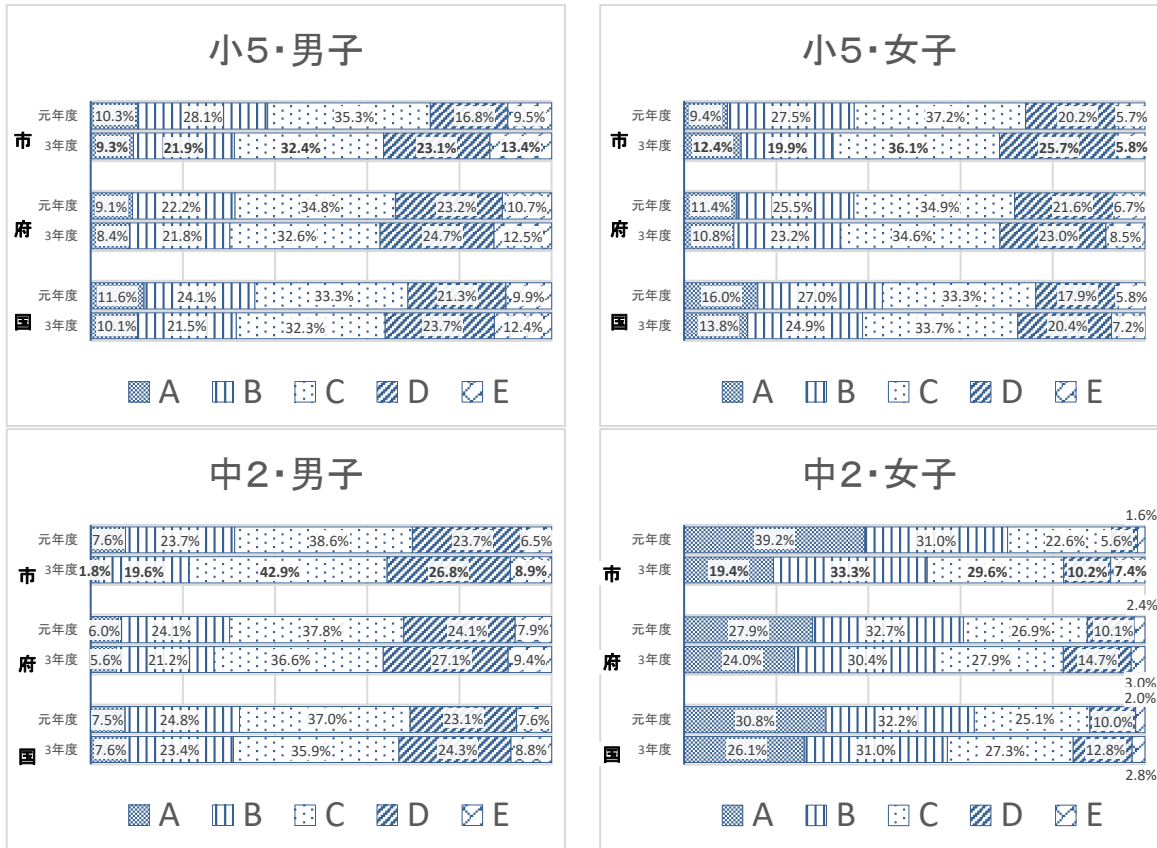 小5・男子
市
元年度 10.3% 28.1% 35.3% 16.8% 9.5%
3年度 9.3% 21.9% 32.4% 23.1% 13.4%
府
元年度 9.1% 22.2% 34.8% 23.2% 10.7%
3年度 8.4% 21.8% 32.6% 24.7% 12.5%
国
元年度 11.6% 24.1% 33.3% 21.3% 9.9%
3年度 10.1% 21.5% 32.3% 23.7% 12.4%
A B C D E
小5・女子
市
元年度 9.4% 27.5% 37.2% 20.2% 5.7%
3年度 12.4% 19.9% 36.1% 25.7% 5.8%
府
元年度 11.4% 25.5% 34.9% 21.6% 6.7%
3年度 10.8% 23.2% 34.6% 23.0% 8.5%
国
元年度 16.0% 27.0% 33.3% 17.9% 5.8%
3年度 13.8% 24.9% 33.7% 20.4% 7.2%
A B C D E
中2・男子
市
元年度 7.6% 23.7% 38.6% 23.7% 6.5%
3年度 1.8% 19.6% 42.9% 26.8% 8.9%
府
元年度 6.0% 24.1% 37.8% 24.1% 7.9%
3年度 5.6% 21.2% 36.6% 27.1% 9.4%
国
元年度 7.5% 24.8% 37.0% 23.1% 7.6%
3年度 7.6% 23.4% 35.9% 24.3% 8.8%
A B C D E
中2・女子
市
元年度 39.2% 31.0% 22.6% 5.6% 1.6%
3年度 19.4% 33.3% 29.6% 10.2% 7.4%
府
元年度 27.9% 32.7% 26.9% 10.1% 2.4%
3年度 24.0% 30.4% 27.9% 14.7% 3.0%
国
元年度 30.8% 32.2% 25.1% 10.0% 2.0%
3年度 26.1% 31.0% 27.3% 12.8% 2.8%
A B C D E